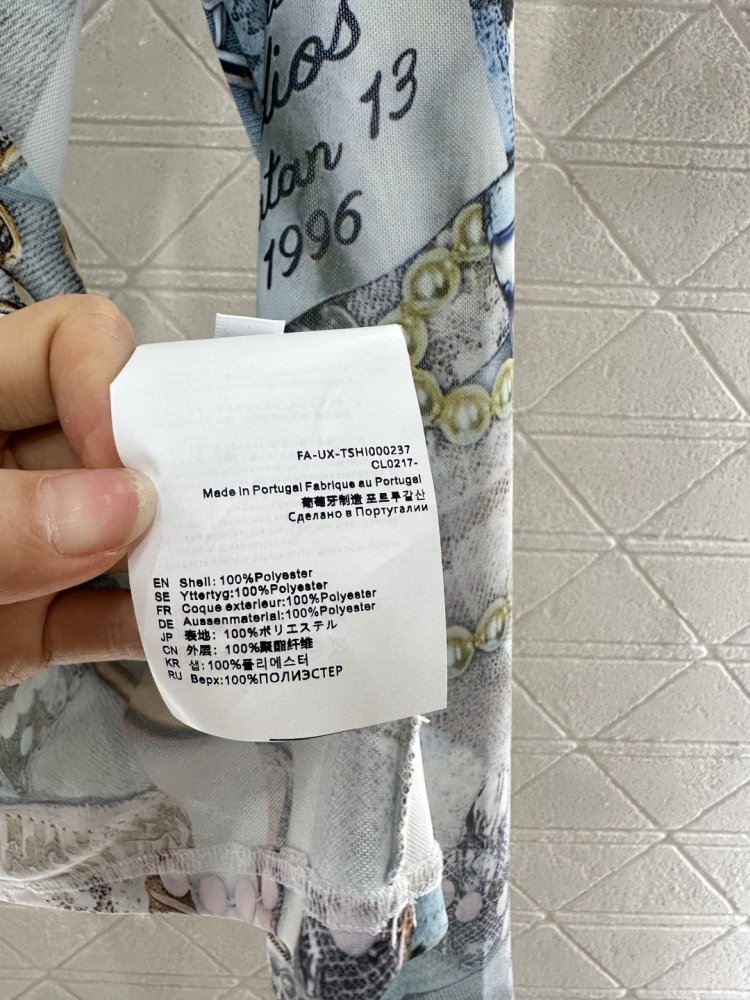 dios
tan 13
1996
FA-UX-TSHI000237
CL0217-
Made in Portugal Fabrique au Portugal
葡萄牙制造 포르투갈산
Сделано в Португалии
EN Shell: 100%Polyester
SE Yttertyg:100%Polyester
FR Coque exterieur:100%Polyester
DE Aussenmaterial:100%Polyester
JP 表地: 100%ポリエステル
CN 外层: 100%聚酯纤维
KR 셸:100%폴리에스터
RU Верх:100%ПОЛИЭСТЕР